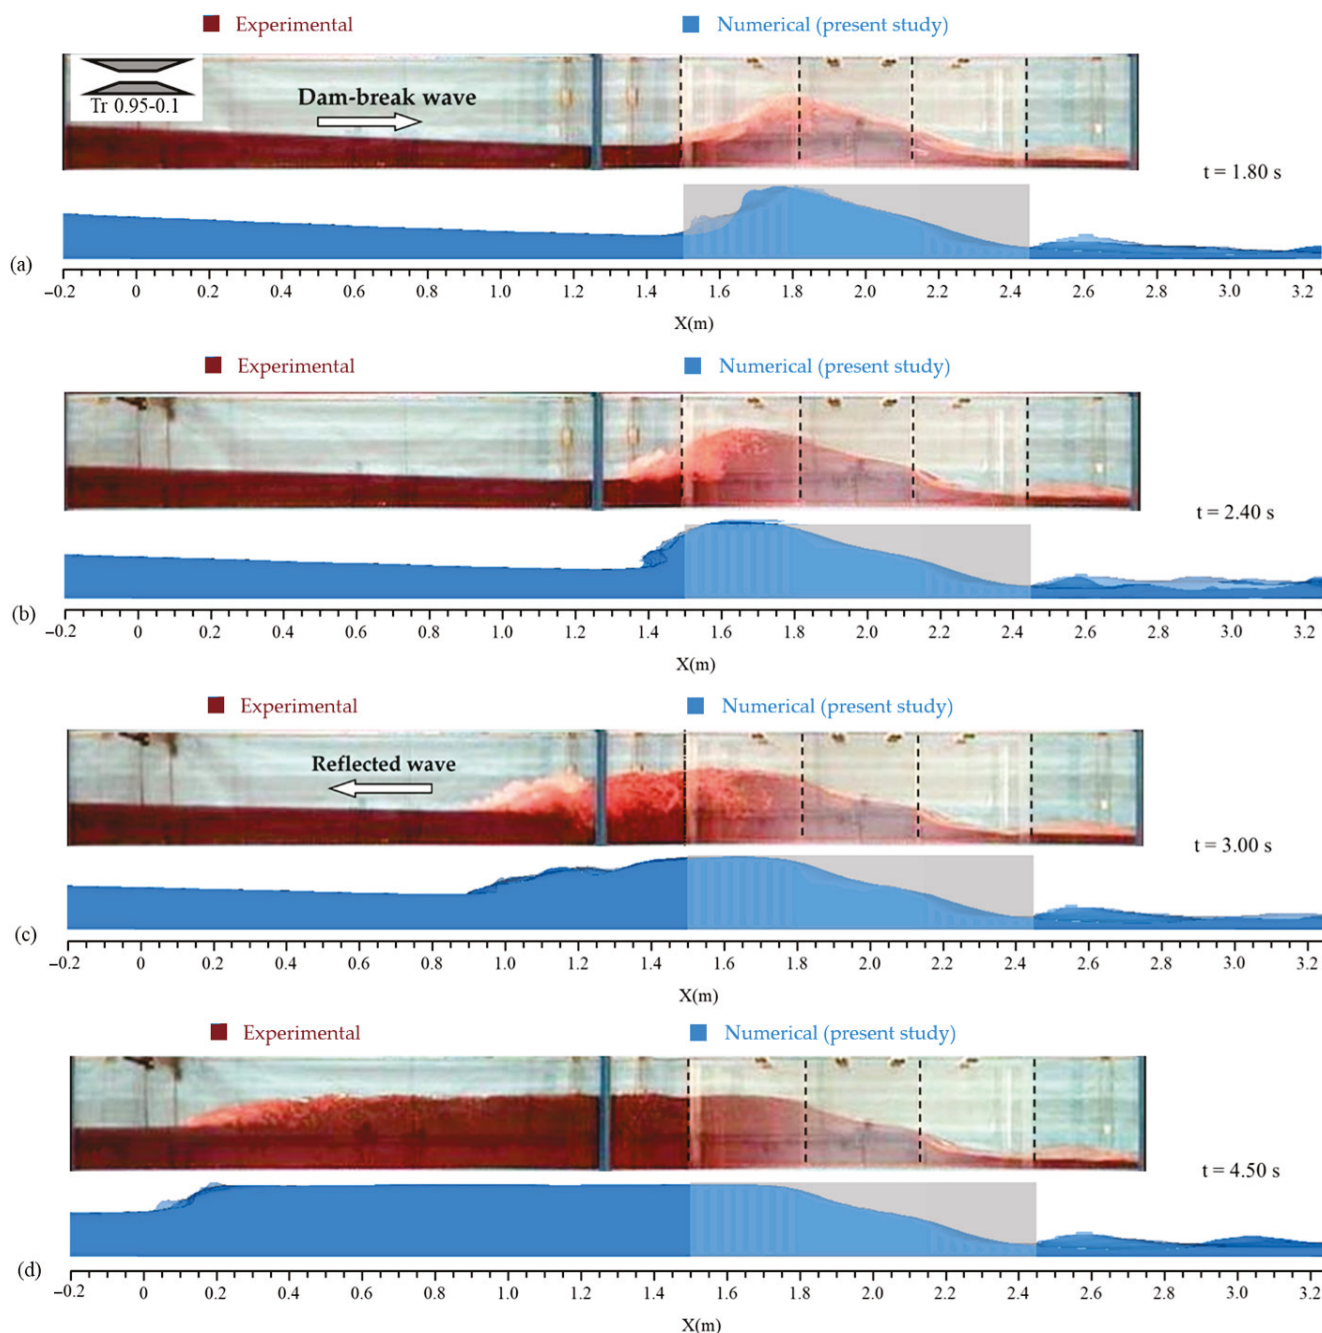 Experimental Numerical (present study)
Tr 0.95-0.1
Dam-break wave
t = 1.80 s
(a)
−0.2 0 0.2 0.4 0.6 0.8 1.0 1.2 1.4 1.6 1.8 2.0 2.2 2.4 2.6 2.8 3.0 3.2
X(m)
Experimental Numerical (present study)
t = 2.40 s
(b)
−0.2 0 0.2 0.4 0.6 0.8 1.0 1.2 1.4 1.6 1.8 2.0 2.2 2.4 2.6 2.8 3.0 3.2
X(m)
Experimental Numerical (present study)
Reflected wave
t = 3.00 s
(c)
−0.2 0 0.2 0.4 0.6 0.8 1.0 1.2 1.4 1.6 1.8 2.0 2.2 2.4 2.6 2.8 3.0 3.2
X(m)
Experimental Numerical (present study)
t = 4.50 s
(d)
−0.2 0 0.2 0.4 0.6 0.8 1.0 1.2 1.4 1.6 1.8 2.0 2.2 2.4 2.6 2.8 3.0 3.2
X(m)